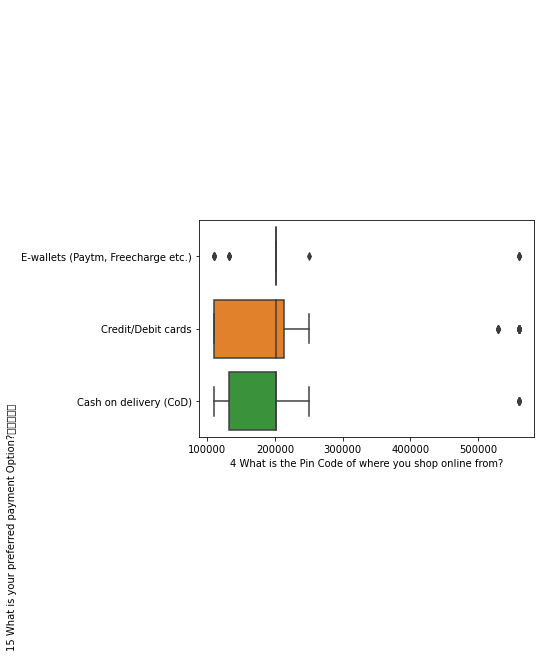 E-wallets (Paytm, Freecharge etc.)
Credit/Debit cards
Cash on delivery (CoD)
100000 200000 300000 400000 500000
4 What is the Pin Code of where you shop online from?
15 What is your preferred payment Option?